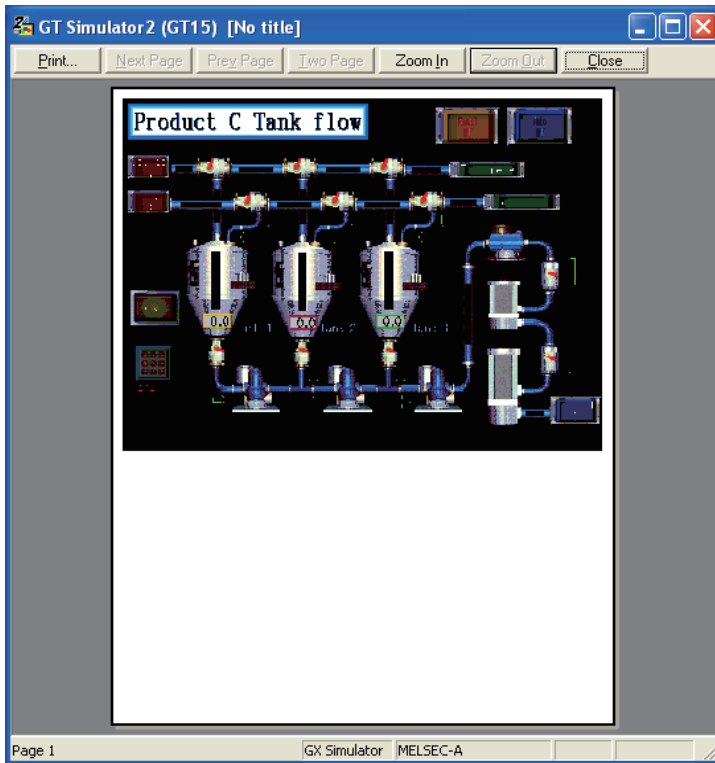 GT Simulator2 (GT15) [No title]
Print... Next Page Prev Page Two Page Zoom In Zoom Out Close
Product C Tank flow
0.0 0.0 0.0
Page 1 GX Simulator MELSEC-A